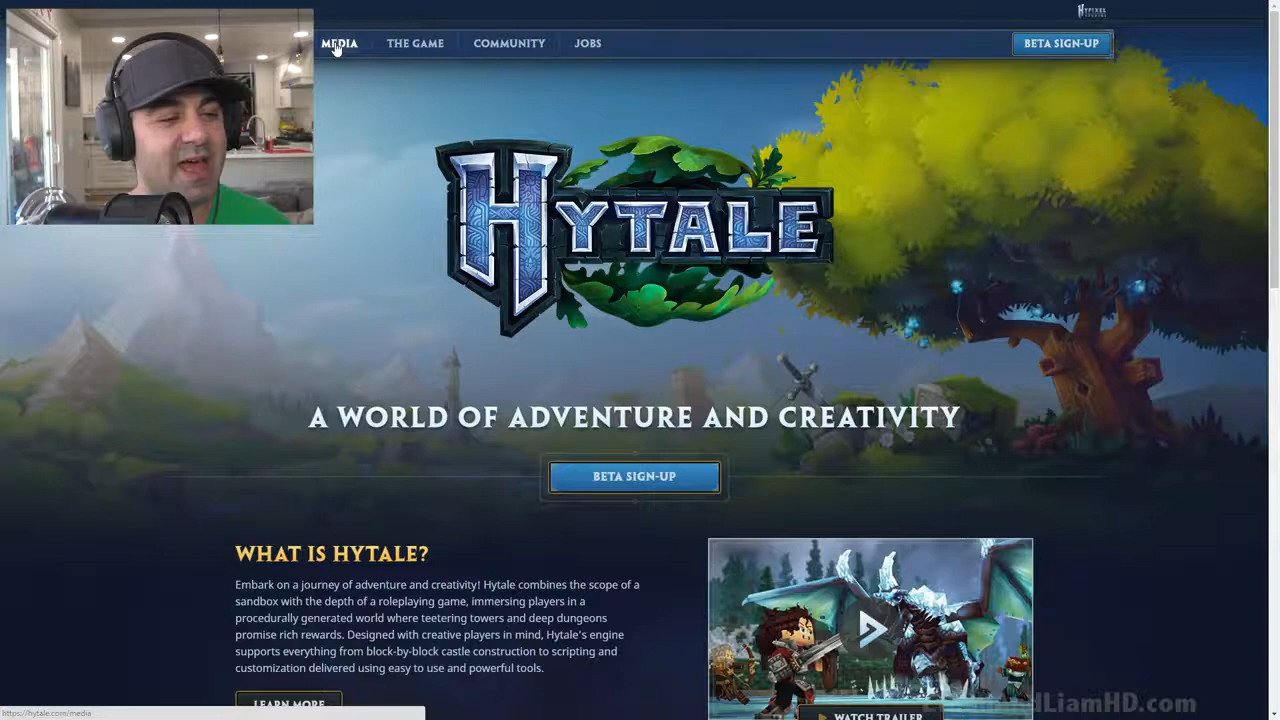 HYPIXEL
STUDIOS
MEDIA
THE GAME
COMMUNITY
JOBS
BETA SIGN-UP
HYTALE
A WORLD OF ADVENTURE AND CREATIVITY
BETA SIGN-UP
WHAT IS HYTALE?
Embark on a journey of adventure and creativity! Hytale combines the scope of a
sandbox with the depth of a roleplaying game, immersing players in a
procedurally generated world where teetering towers and deep dungeons
promise rich rewards. Designed with creative players in mind, Hytale's engine
supports everything from block-by-block castle construction to scripting and
customization delivered using easy to use and powerful tools.
LEARN MORE
WATCH TRAILER
dLiamHD.com
https://hytale.com/media